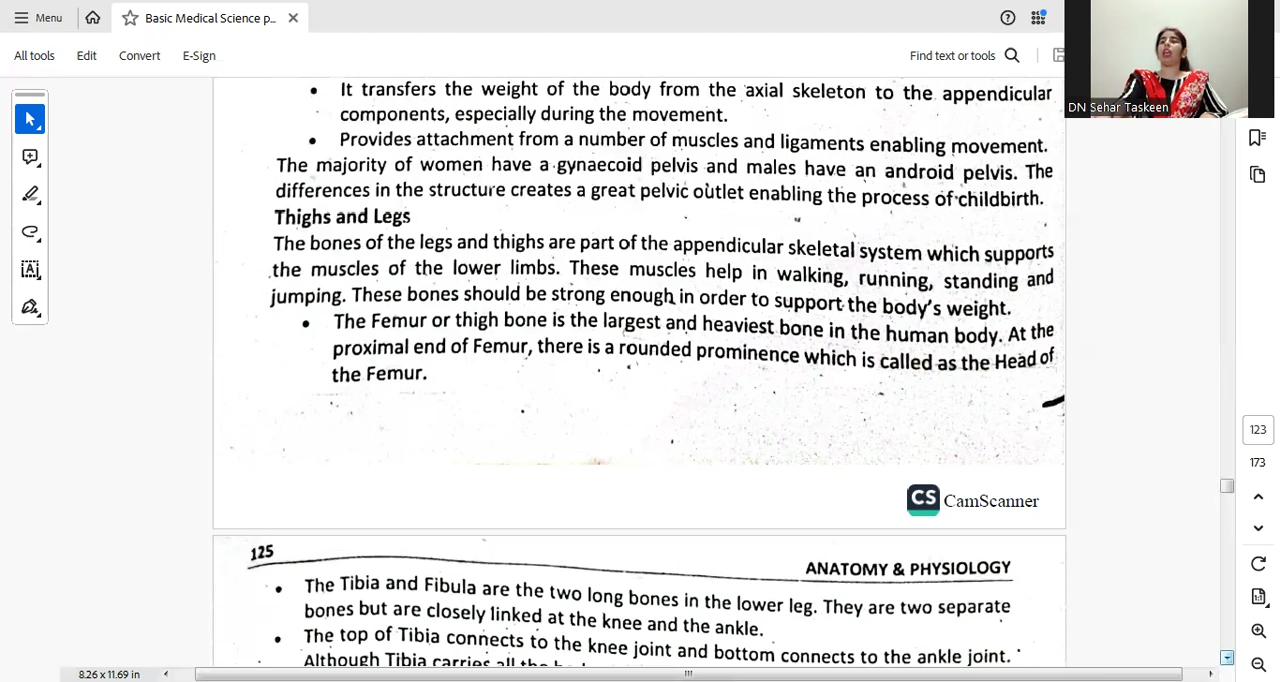 Menu
Basic Medical Science p...
All tools
Edit
Convert
E-Sign
Find text or tools
DN Sehar Taskeen
• It transfers the weight of the body from the axial skeleton to the appendicular
components, especially during the movement.
• Provides attachment from a number of muscles and ligaments enabling movement.
The majority of women have a gynaecoid pelvis and males have an android pelvis. The
differences in the structure creates a great pelvic outlet enabling the process of childbirth.
Thighs and Legs
The bones of the legs and thighs are part of the appendicular skeletal system which supports
the muscles of the lower limbs. These muscles help in walking, running, standing and
jumping. These bones should be strong enough in order to support the body's weight.
• The Femur or thigh bone is the largest and heaviest bone in the human body. At the
proximal end of Femur, there is a rounded prominence which is called as the Head of
the Femur.
CS CamScanner
125
ANATOMY & PHYSIOLOGY
• The Tibia and Fibula are the two long bones in the lower leg. They are two separate
bones but are closely linked at the knee and the ankle.
• The top of Tibia connects to the knee joint and bottom connects to the ankle joint.
Although Tibia carries all the
123
173
8.26 x 11.69 in